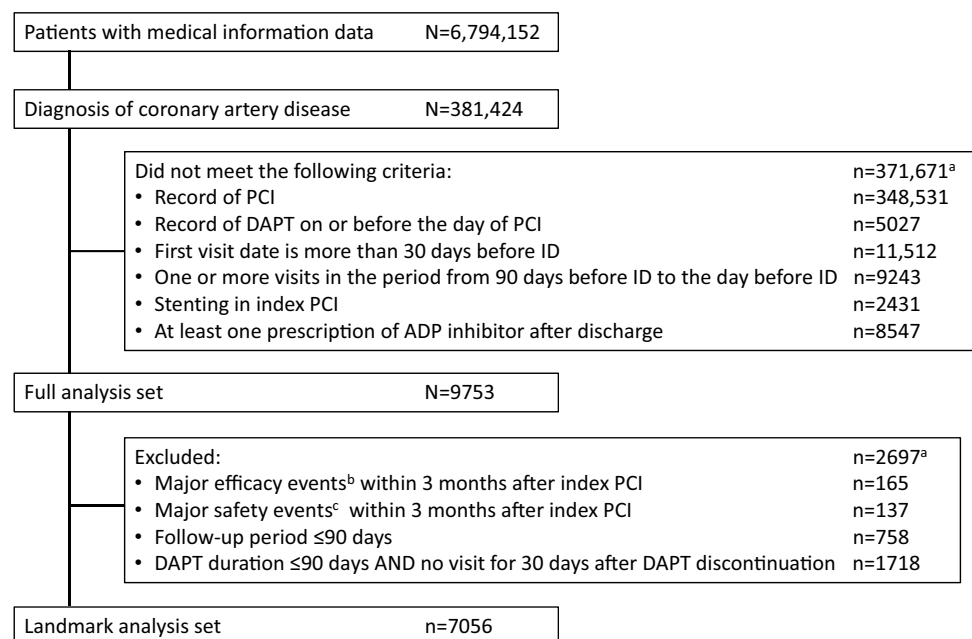 Patients with medical information data N=6,794,152
Diagnosis of coronary artery disease N=381,424
Did not meet the following criteria: n=371,671ᵃ
• Record of PCI n=348,531
• Record of DAPT on or before the day of PCI n=5027
• First visit date is more than 30 days before ID n=11,512
• One or more visits in the period from 90 days before ID to the day before ID n=9243
• Stenting in index PCI n=2431
• At least one prescription of ADP inhibitor after discharge n=8547
Full analysis set N=9753
Excluded: n=2697ᵃ
• Major efficacy eventsᵇ within 3 months after index PCI n=165
• Major safety eventsᶜ within 3 months after index PCI n=137
• Follow-up period ≤90 days n=758
• DAPT duration ≤90 days AND no visit for 30 days after DAPT discontinuation n=1718
Landmark analysis set n=7056